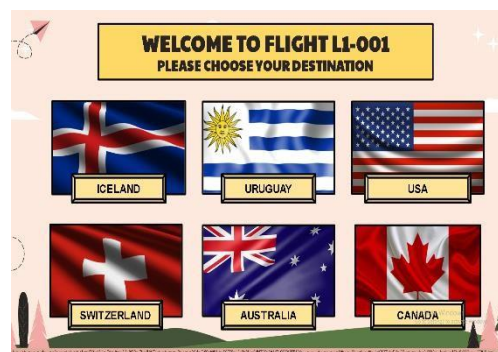 WELCOME TO FLIGHT L1-001
PLEASE CHOOSE YOUR DESTINATION
ICELAND
URUGUAY
USA
SWITZERLAND
AUSTRALIA
CANADA